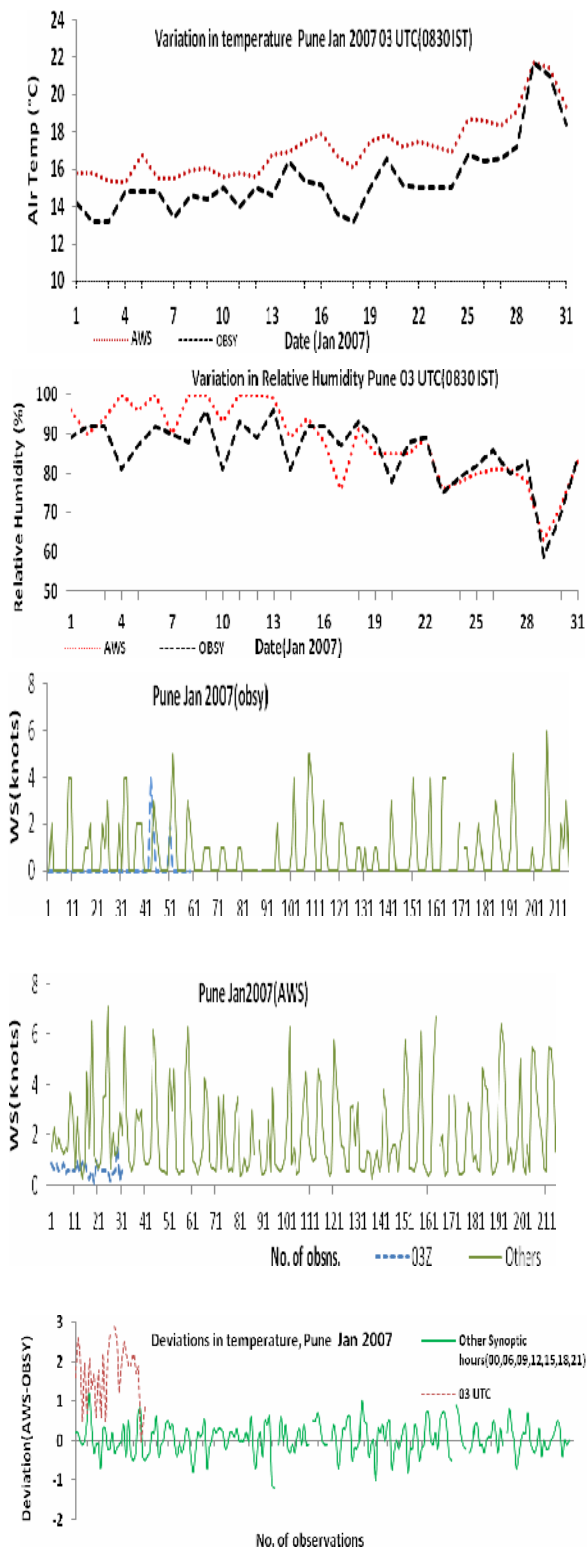 Variation in temperature Pune Jan 2007 03 UTC(0830 IST)
Air Temp (°C)
24
22
20
18
16
14
12
10
1 4 7 10 13 16 19 22 25 28 31
AWS OBSY Date (Jan 2007)
Variation in Relative Humidity Pune 03 UTC(0830 IST)
Relative Humidity (%)
100
90
80
70
60
50
1 4 7 10 13 16 19 22 25 28 31
AWS OBSY Date(Jan 2007)
Pune Jan 2007(obsy)
WS(knots)
8
6
4
2
0
1 11 21 31 41 51 61 71 81 91 101 111 121 131 141 151 161 171 181 191 201 211
Pune Jan2007(AWS)
WS(Knots)
8
6
4
2
0
1 11 21 31 41 51 61 71 81 91 101 111 121 131 141 151 161 171 181 191 201 211
No. of obsns. 03Z Others
Deviations in temperature, Pune Jan 2007
Other Synoptic
hours(00,06,09,12,15,18,21)
03 UTC
Deviation(AWS-OBSY)
3
2
1
0
-1
-2
No. of observations